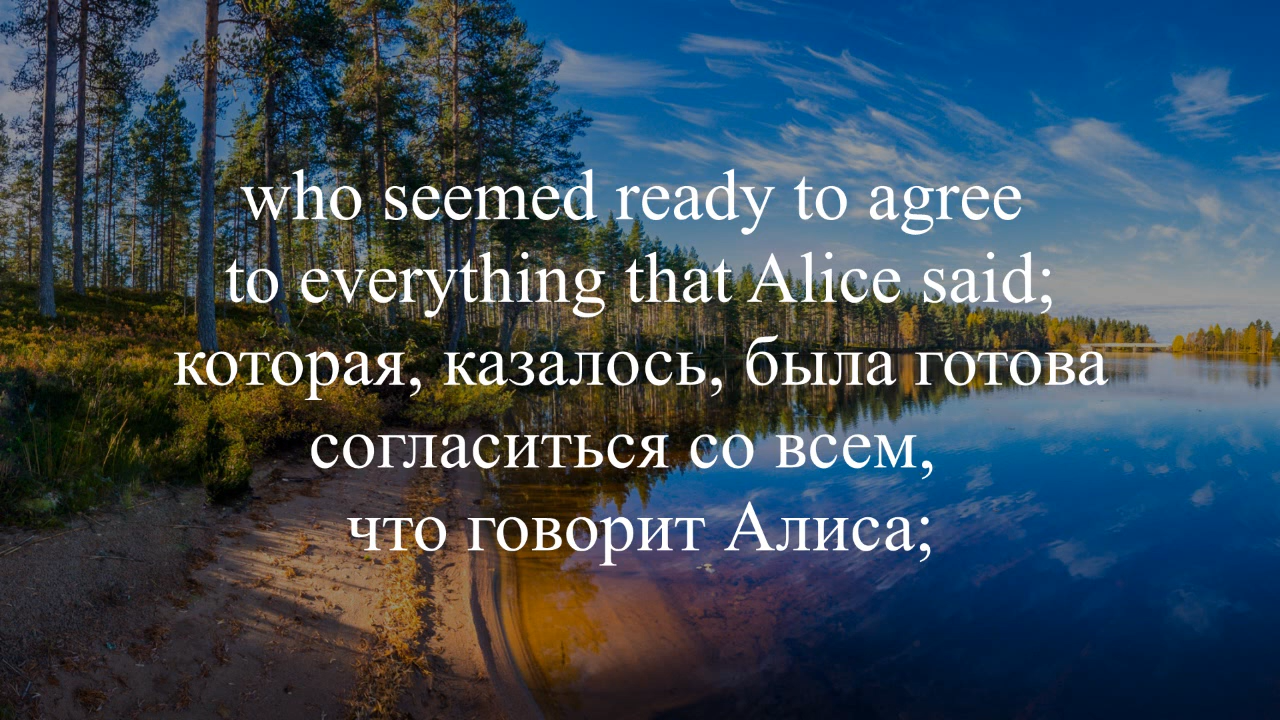 who seemed ready to agree
to everything that Alice said;
которая, казалось, была готова
согласиться со всем,
что говорит Алиса;